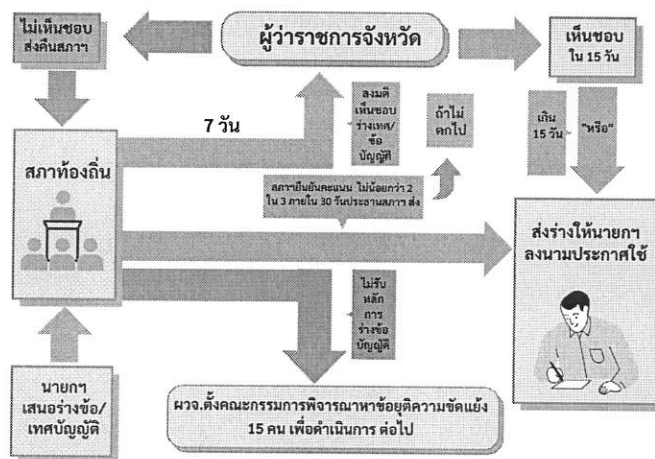 ไม่เห็นชอบ
ส่งคืนสภาฯ
ผู้ว่าราชการจังหวัด
เห็นชอบ
ใน 15 วัน
7 วัน
ลงมติ
เห็นชอบ
ร่างเทศ/
ข้อ
บัญญัติ
ถ้าไม่
ตกไป
เกิน
15 วัน
"หรือ"
สภาท้องถิ่น
สภาฯยืนยันคะแนน ไม่น้อยกว่า 2
ใน 3 ภายใน 30 วันประธานสภาฯ ส่ง
ส่งร่างให้นายกฯ
ลงนามประกาศใช้
ไม่รับ
หลัก
การ
ร่างข้อ
บัญญัติ
นายกฯ
เสนอร่างข้อ/
เทศบัญญัติ
ผวจ.ตั้งคณะกรรมการพิจารณาหาข้อยุติความขัดแย้ง
15 คน เพื่อดำเนินการ ต่อไป